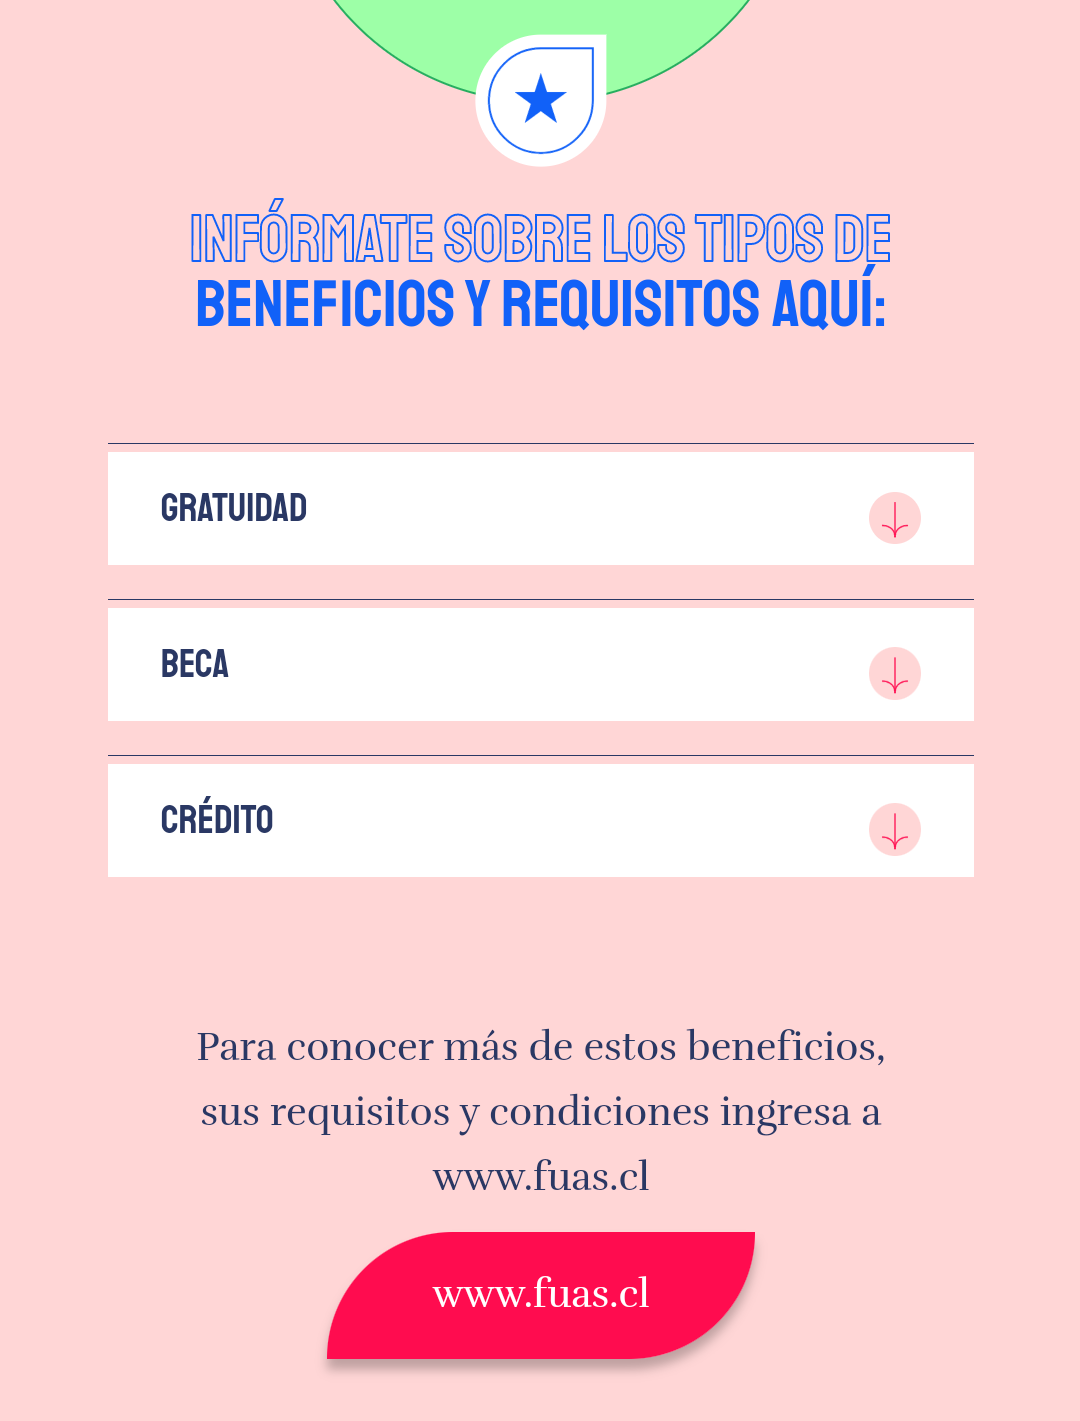 INFÓRMATE SOBRE LOS TIPOS DE
BENEFICIOS Y REQUISITOS AQUÍ:
GRATUIDAD
BECA
CRÉDITO
Para conocer más de estos beneficios,
sus requisitos y condiciones ingresa a
www.fuas.cl
www.fuas.cl